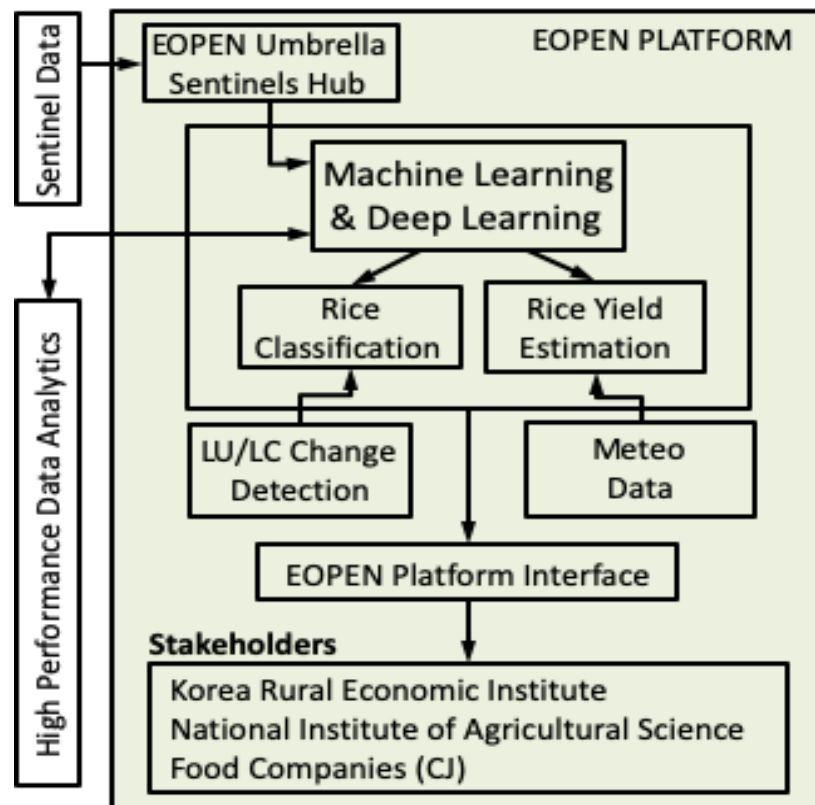 Sentinel Data
EOPEN Umbrella
Sentinels Hub
EOPEN PLATFORM
Machine Learning
& Deep Learning
Rice
Classification
Rice Yield
Estimation
High Performance Data Analytics
LU/LC Change
Detection
Meteo
Data
EOPEN Platform Interface
Stakeholders
Korea Rural Economic Institute
National Institute of Agricultural Science
Food Companies (CJ)